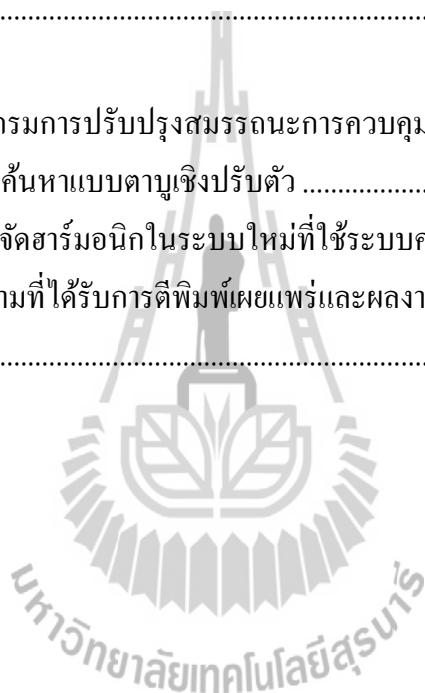 ....................................................................
กรมการปรับปรุงสมรรถนะการควบคุม
ค้นหาแบบตาบูเชิงปรับตัว ..................
จัดฮาร์มอนิกในระบบใหม่ที่ใช้ระบบค
ามที่ได้รับการตีพิมพ์เผยแพร่และผลงา
....................................................................
มหาวิทยาลัยเทคโนโลยีสุรนารี